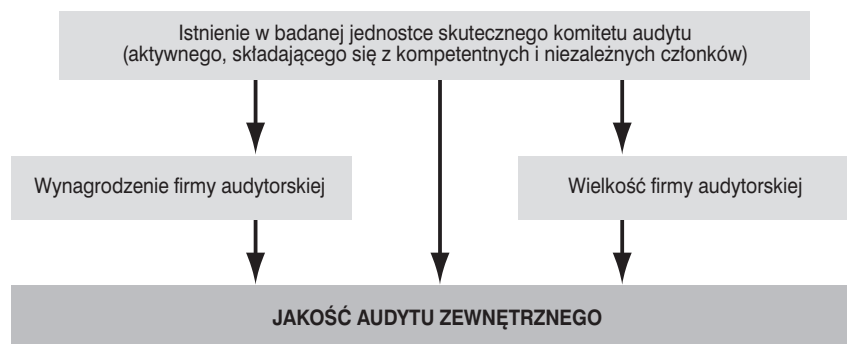 Istnienie w badanej jednostce skutecznego komitetu audytu
(aktywnego, składającego się z kompetentnych i niezależnych członków)
Wynagrodzenie firmy audytorskiej
Wielkość firmy audytorskiej
JAKOŚĆ AUDYTU ZEWNĘTRZNEGO